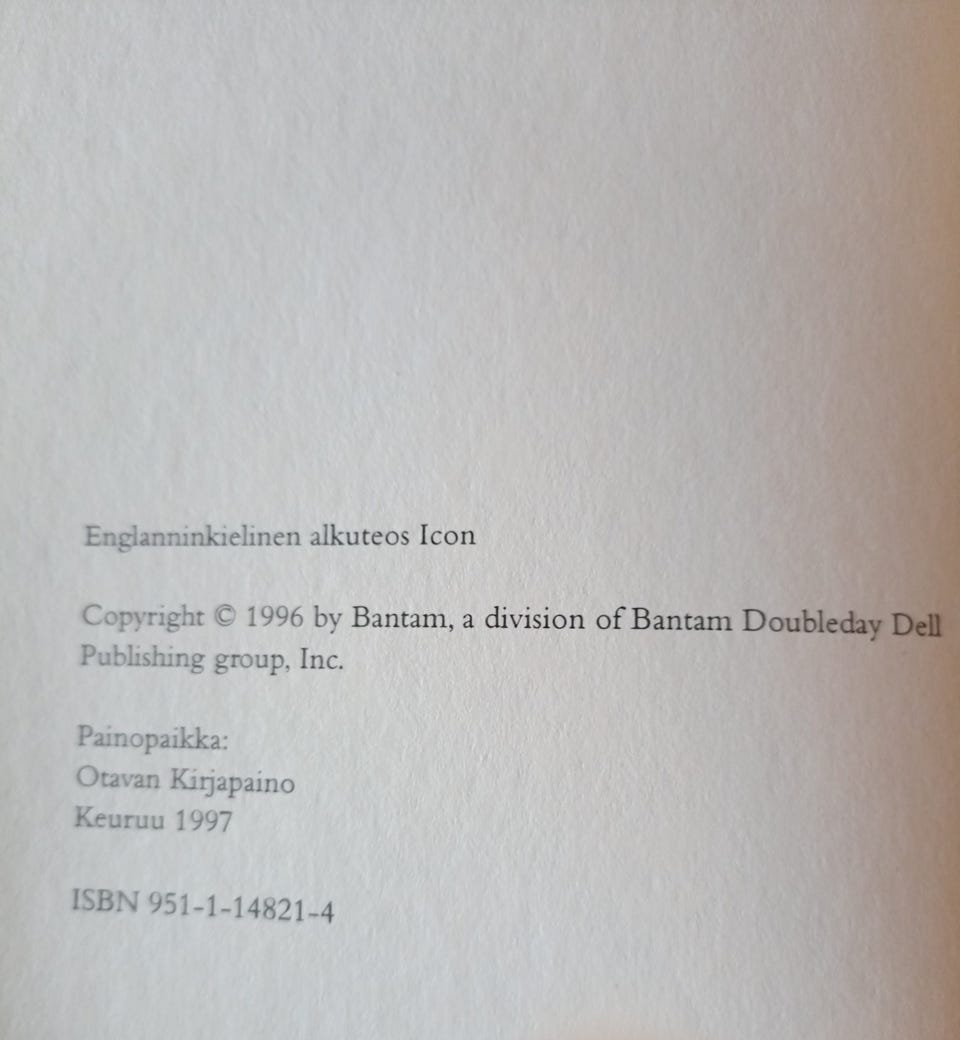 Englanninkielinen alkuteos Icon
Copyright © 1996 by Bantam, a division of Bantam Doubleday Dell
Publishing group, Inc.
Painopaikka:
Otavan Kirjapaino
Keuruu 1997
ISBN 951-1-14821-4